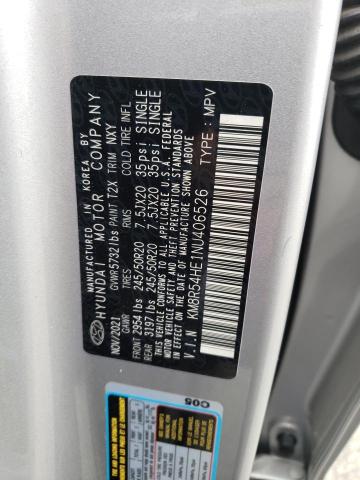 MANUFACTURED IN KOREA BY
HYUNDAI MOTOR COMPANY
NOV/2021 GVWR5732 lbs PAINT T2X TRIM NXY
GAWR TIRES RIMS COLD TIRE INFL
FRONT 2954 lbs 245/50R20 7.5JX20 35psi SINGLE
REAR 3197 lbs 245/50R20 7.5JX20 35psi SINGLE
THIS VEHICLE CONFORMS TO ALL APPLICABLE U.S.A. FEDERAL
MOTOR VEHICLE SAFETY AND THEFT PREVENTION STANDARDS
IN EFFECT ON THE DATE OF MANUFACTURE SHOWN ABOVE
V.I.N KM8R54HE1NU406526 TYPE : MPV
C05